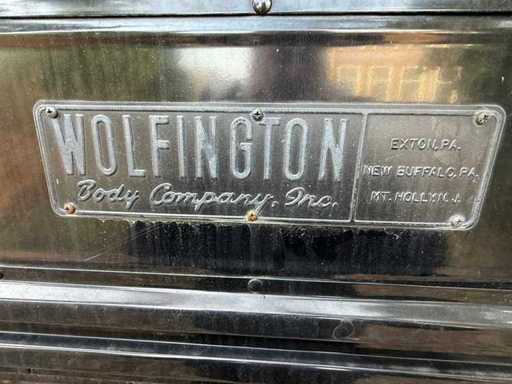 WOLFINGTON
Body Company, Inc.
EXTON, PA.
NEW BUFFALO, PA.
MT. HOLLY, N.J.